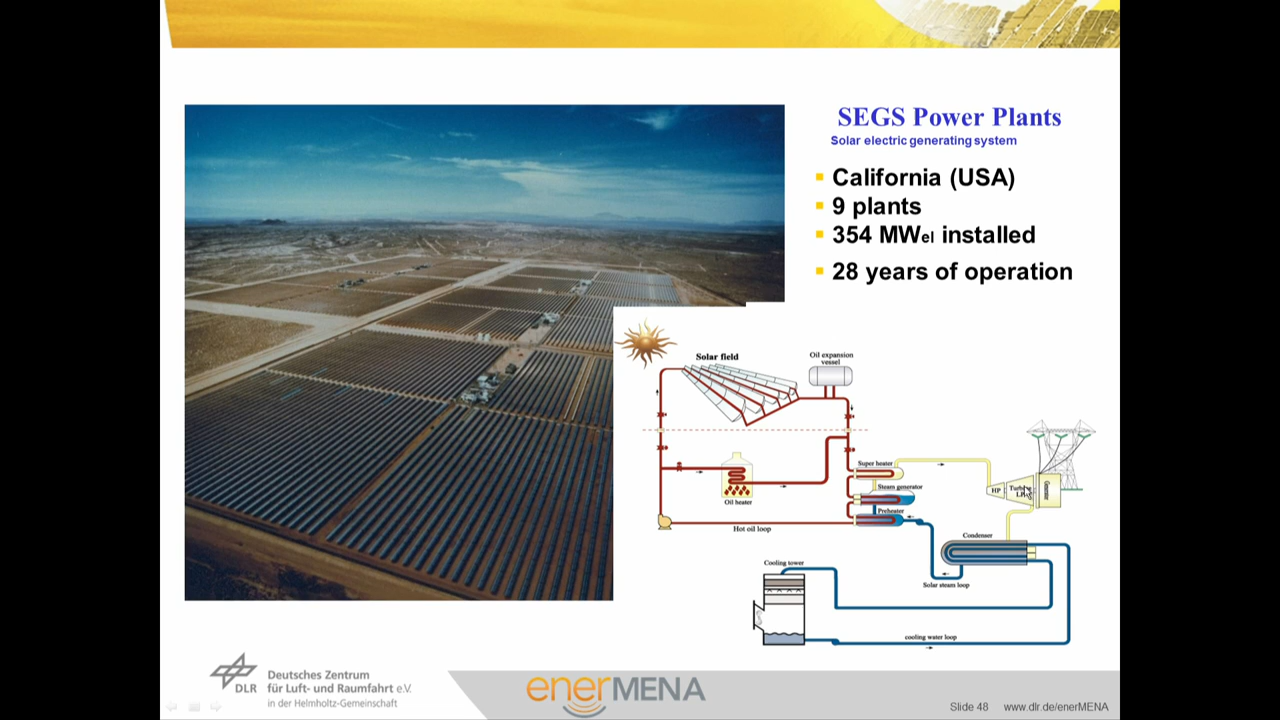 SEGS Power Plants
Solar electric generating system
California (USA)
9 plants
354 MWel installed
28 years of operation
Solar field
Oil expansion
vessel
Super heater
Steam generator
Preheater
Oil heater
Hot oil loop
HP
LP
Generator
Condenser
Solar steam loop
Cooling tower
cooling water loop
Deutsches Zentrum
DLR für Luft- und Raumfahrt e.V.
in der Helmholtz-Gemeinschaft
enerMENA
Slide 48 www.dlr.de/enerMENA